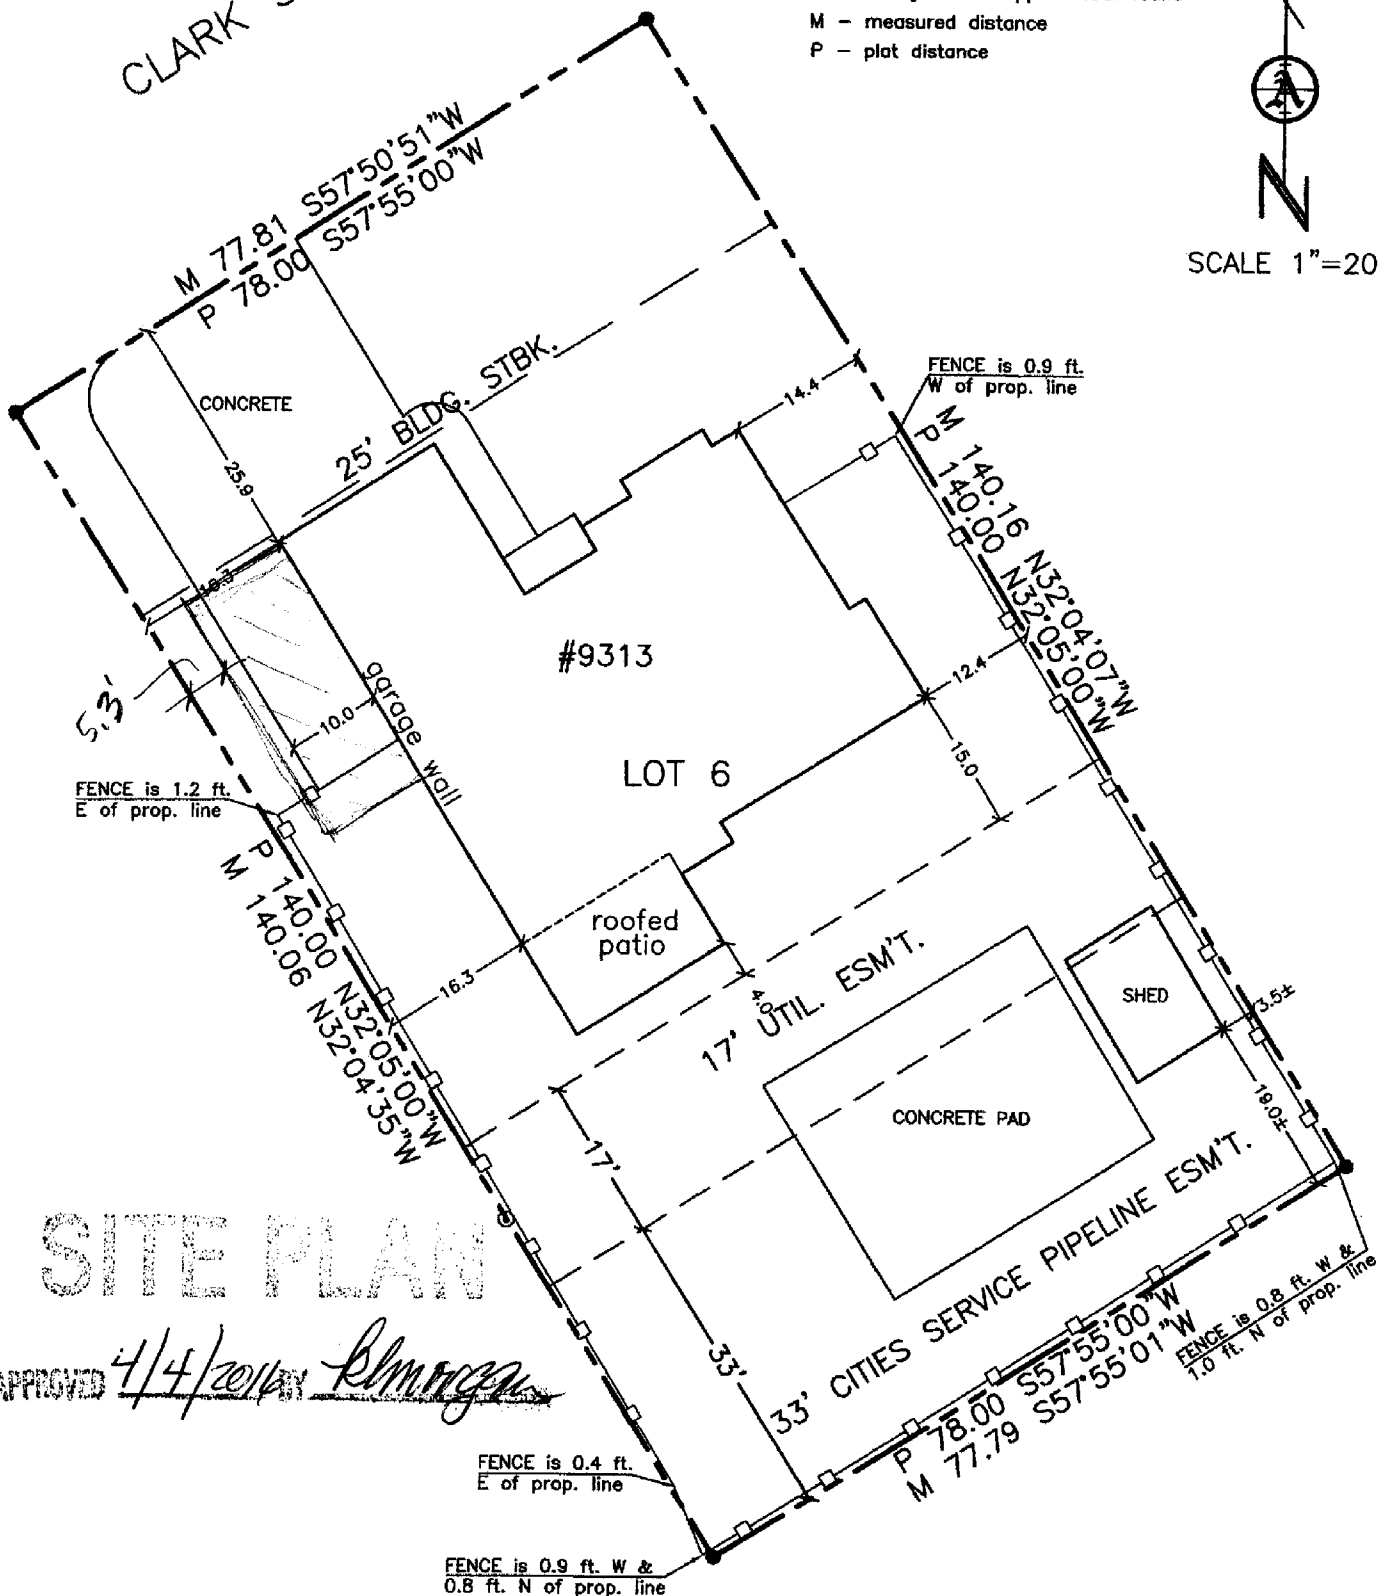 CLARK
M – measured distance
P – plat distance
N
SCALE 1"=20
M 77.81 S57°50'51"W
P 78.00 S57°55'00"W
CONCRETE
25' BLDG. STBK.
25.9
14.4
FENCE is 0.9 ft.
W of prop. line
M 140.16 N32°04'07"W
P 140.00 N32°05'00"W
16.3
#9313
12.4
5.3'
garage wall
10.0
15.0
LOT 6
FENCE is 1.2 ft.
E of prop. line
P 140.00 N32°05'00"W
M 140.06 N32°04'35"W
roofed
patio
16.3
4.0
17' UTIL. ESM'T.
SHED
3.5±
CONCRETE PAD
19.0±
17'
33'
33' CITIES SERVICE PIPELINE ESM'T.
SITE PLAN
APPROVED 4/4/2016 BY
P 78.00 S57°55'00"W
M 77.79 S57°55'01"W
FENCE is 0.8 ft. W &
1.0 ft. N of prop. line
FENCE is 0.4 ft.
E of prop. line
FENCE is 0.9 ft. W &
0.8 ft. N of prop. line